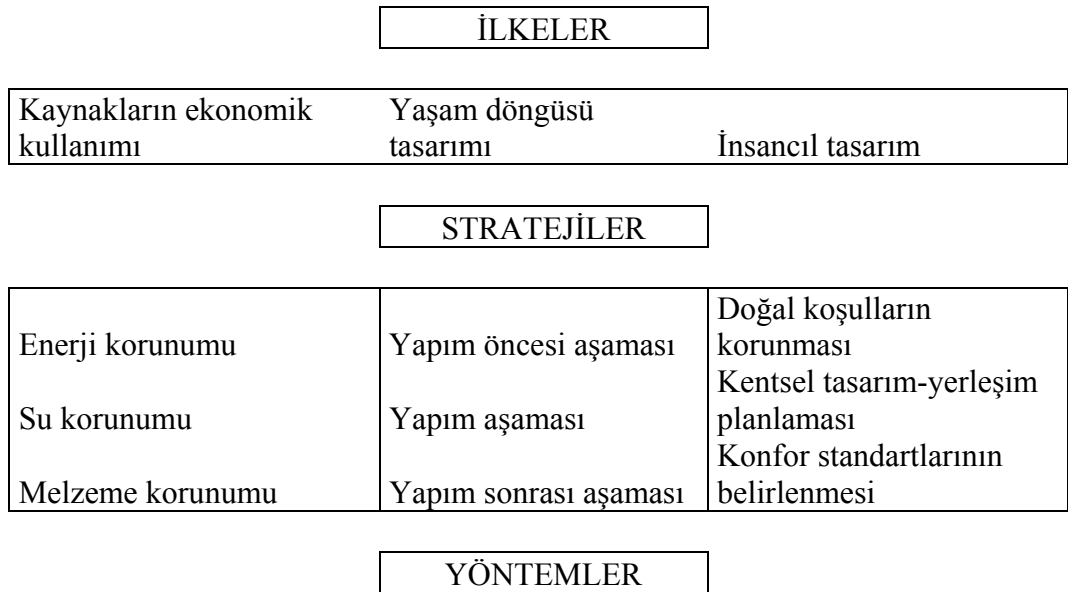 İLKELER
Kaynakların ekonomik kullanımı
Yaşam döngüsü tasarımı
İnsancıl tasarım
STRATEJİLER
Enerji korunumu
Yapım öncesi aşaması
Doğal koşulların korunması
Su korunumu
Yapım aşaması
Kentsel tasarım-yerleşim planlaması
Melzeme korunumu
Yapım sonrası aşaması
Konfor standartlarının belirlenmesi
YÖNTEMLER